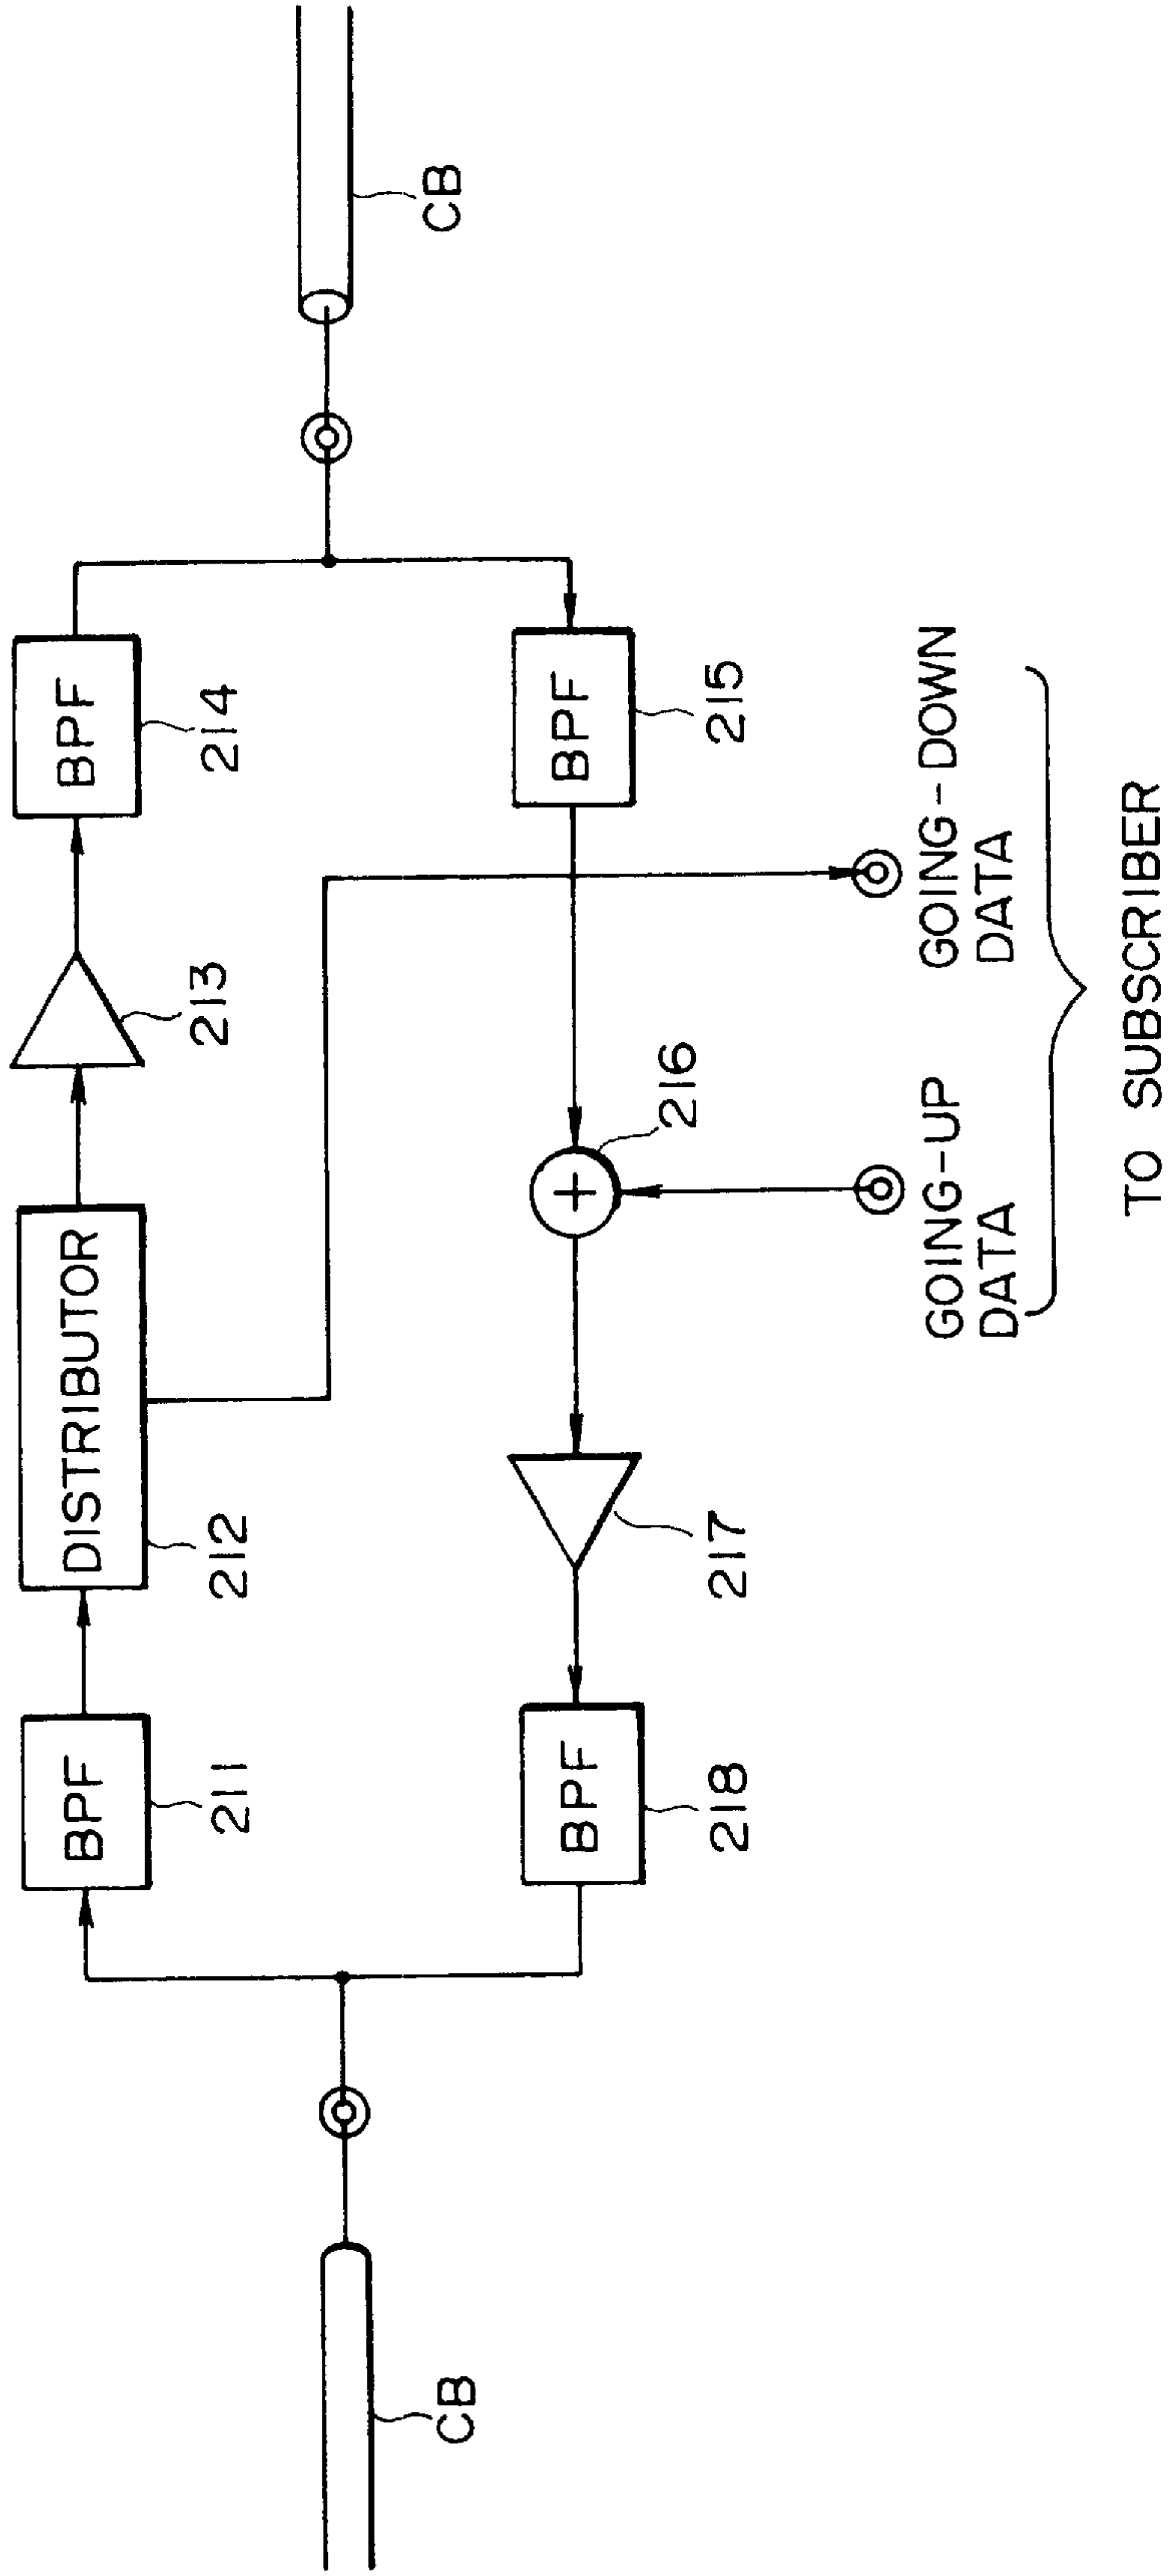 BPF
211
DISTRIBUTOR
212
213
BPF
214
CB
CB
BPF
218
217
216
BPF
215
GOING-UP
DATA
GOING-DOWN
DATA
TO SUBSCRIBER